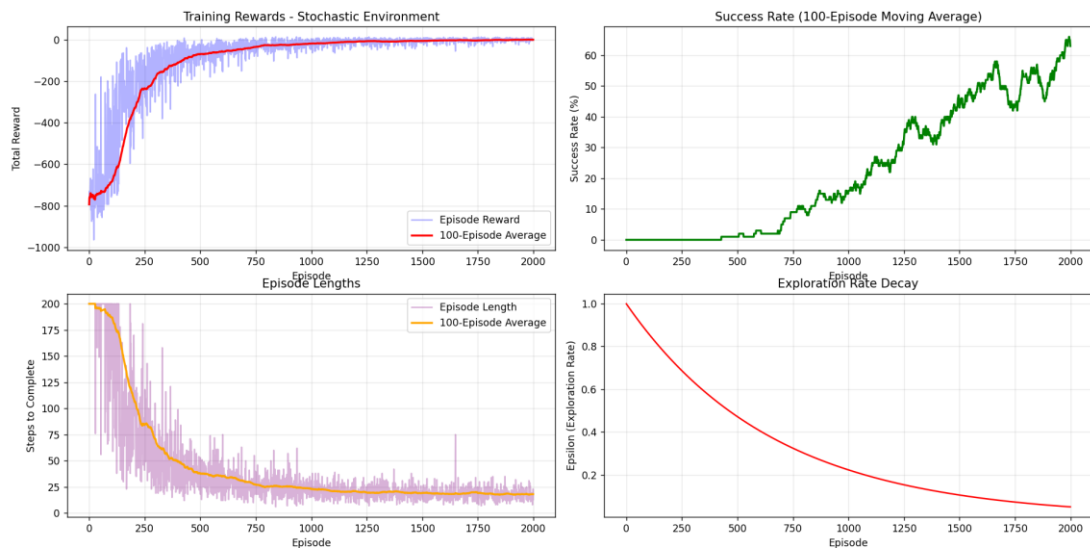 Training Rewards - Stochastic Environment
0
−200
−400
−600
−800
−1000
Total Reward
Episode Reward
100-Episode Average
0 250 500 750 1000 1250 1500 1750 2000
Episode
Success Rate (100-Episode Moving Average)
60
50
40
30
20
10
0
Success Rate (%)
0 250 500 750 1000 1250 1500 1750 2000
Episode
Episode Lengths
200
175
150
125
100
75
50
25
0
Steps to Complete
Episode Length
100-Episode Average
0 250 500 750 1000 1250 1500 1750 2000
Episode
Exploration Rate Decay
1.0
0.8
0.6
0.4
0.2
Epsilon (Exploration Rate)
0 250 500 750 1000 1250 1500 1750 2000
Episode